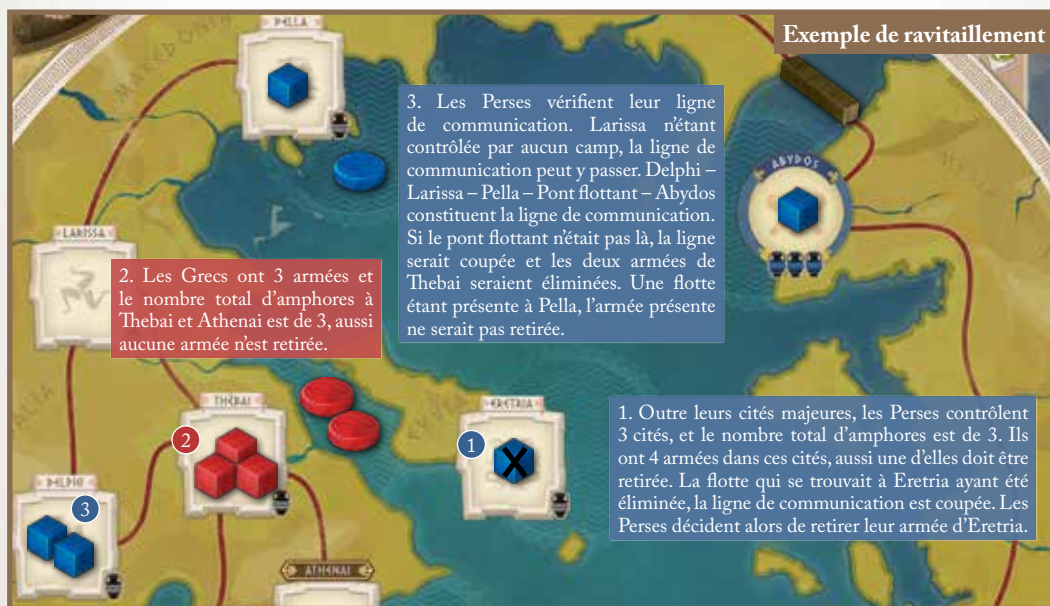 Exemple de ravitaillement
PELLA
MAKEDONIA
3. Les Perses vérifient leur ligne
de communication. Larissa n'étant
contrôlée par aucun camp, la ligne de
communication peut y passer. Delphi –
Larissa – Pella – Pont flottant – Abydos
constituent la ligne de communication.
Si le pont flottant n'était pas là, la ligne
serait coupée et les deux armées de
Thebai seraient éliminées. Une flotte
étant présente à Pella, l'armée présente
ne serait pas retirée.
ABYDOS
LARISSA
2. Les Grecs ont 3 armées et
le nombre total d'amphores à
Thebai et Athenai est de 3, aussi
aucune armée n'est retirée.
THEBAI
2
ERETRIA
1
X
1. Outre leurs cités majeures, les Perses contrôlent
3 cités, et le nombre total d'amphores est de 3. Ils
ont 4 armées dans ces cités, aussi une d'elles doit être
retirée. La flotte qui se trouvait à Eretria ayant été
éliminée, la ligne de communication est coupée. Les
Perses décident alors de retirer leur armée d'Eretria.
DELPHI
3
ATHENAI